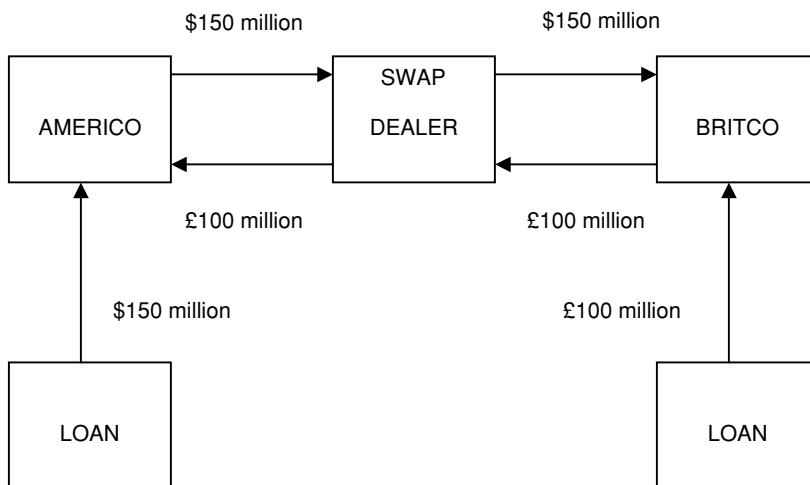 $150 million
$150 million
AMERICO
SWAP
DEALER
BRITCO
£100 million
£100 million
$150 million
£100 million
LOAN
LOAN